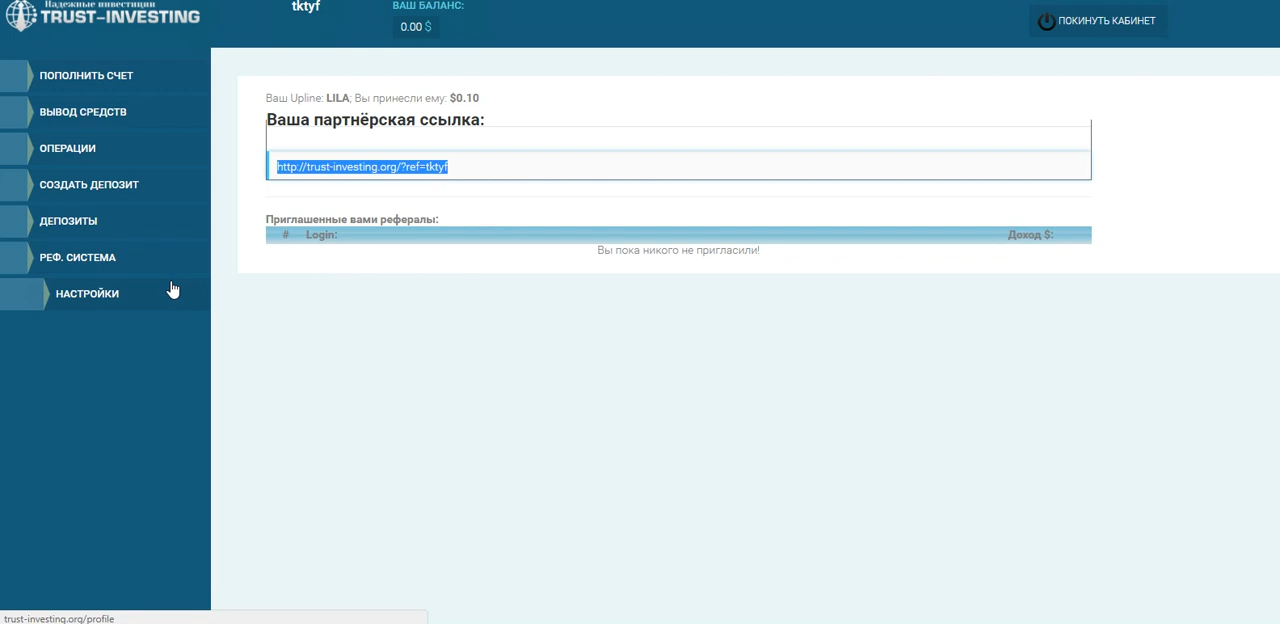 Надежные инвестиции
TRUST-INVESTING
tktyf
ВАШ БАЛАНС:
0.00 $
ПОКИНУТЬ КАБИНЕТ
ПОПОЛНИТЬ СЧЕТ
ВЫВОД СРЕДСТВ
ОПЕРАЦИИ
СОЗДАТЬ ДЕПОЗИТ
ДЕПОЗИТЫ
РЕФ. СИСТЕМА
НАСТРОЙКИ
Ваш Upline: LILA; Вы принесли ему: $0.10
Ваша партнёрская ссылка:
http://trust-investing.org/?ref=tktyf
Приглашенные вами рефералы:
# Login: Доход $:
Вы пока никого не пригласили!
trust-investing.org/profile